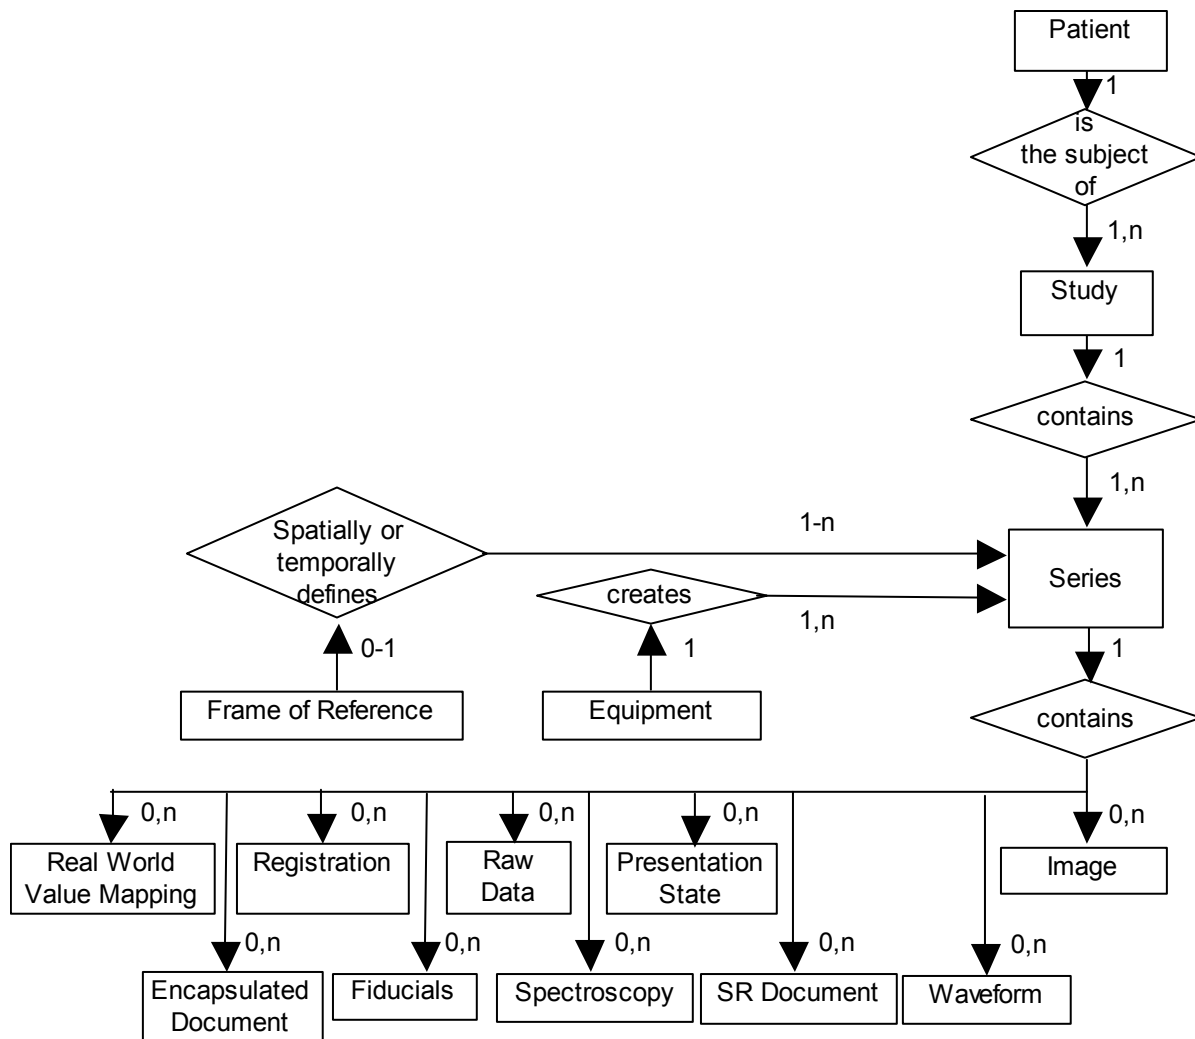 Patient
1
is
the subject
of
1,n
Study
1
contains
1,n
Spatially or
temporally
defines
1-n
Series
creates
1,n
0-1
1
1
Frame of Reference
Equipment
contains
0,n
0,n
0,n
0,n
0,n
Real World
Value Mapping
Registration
Raw
Data
Presentation
State
Image
0,n
0,n
0,n
0,n
0,n
Encapsulated
Document
Fiducials
Spectroscopy
SR Document
Waveform